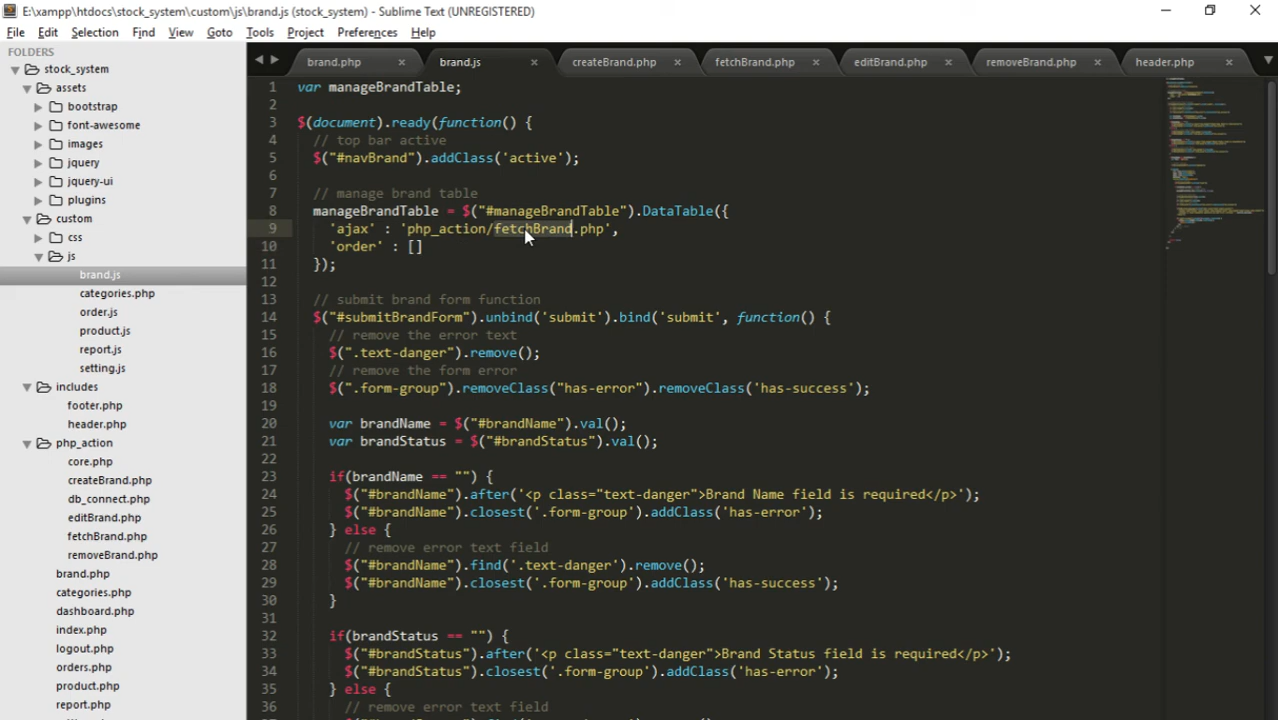 E:\xampp\htdocs\stock_system\custom\js\brand.js (stock_system) - Sublime Text (UNREGISTERED)
File Edit Selection Find View Goto Tools Project Preferences Help
FOLDERS
stock_system
assets
bootstrap
font-awesome
images
jquery
jquery-ui
plugins
custom
css
js
brand.js
categories.js
order.js
product.js
report.js
setting.js
includes
footer.php
header.php
php_action
core.php
createBrand.php
db_connect.php
editBrand.php
fetchBrand.php
removeBrand.php
brand.php
categories.php
dashboard.php
index.php
logout.php
orders.php
product.php
report.php
brand.php brand.js createBrand.php fetchBrand.php editBrand.php removeBrand.php header.php
1 var manageBrandTable;
2
3 $(document).ready(function() {
4 // top bar active
5 $("#navBrand").addClass('active');
6
7 // manage brand table
8 manageBrandTable = $("#manageBrandTable").DataTable({
9 'ajax' : 'php_action/fetchBrand.php',
10 'order' : []
11 });
12
13 // submit brand form function
14 $("#submitBrandForm").unbind('submit').bind('submit', function() {
15 // remove the error text
16 $(".text-danger").remove();
17 // remove the form error
18 $(".form-group").removeClass("has-error").removeClass('has-success');
19
20 var brandName = $("#brandName").val();
21 var brandStatus = $("#brandStatus").val();
22
23 if(brandName == "") {
24 $("#brandName").after('<p class="text-danger">Brand Name field is required</p>');
25 $("#brandName").closest('.form-group').addClass('has-error');
26 } else {
27 // remove error text field
28 $("#brandName").find('.text-danger').remove();
29 $("#brandName").closest('.form-group').addClass('has-success');
30 }
31
32 if(brandStatus == "") {
33 $("#brandStatus").after('<p class="text-danger">Brand Status field is required</p>');
34 $("#brandStatus").closest('.form-group').addClass('has-error');
35 } else {
36 // remove error text field